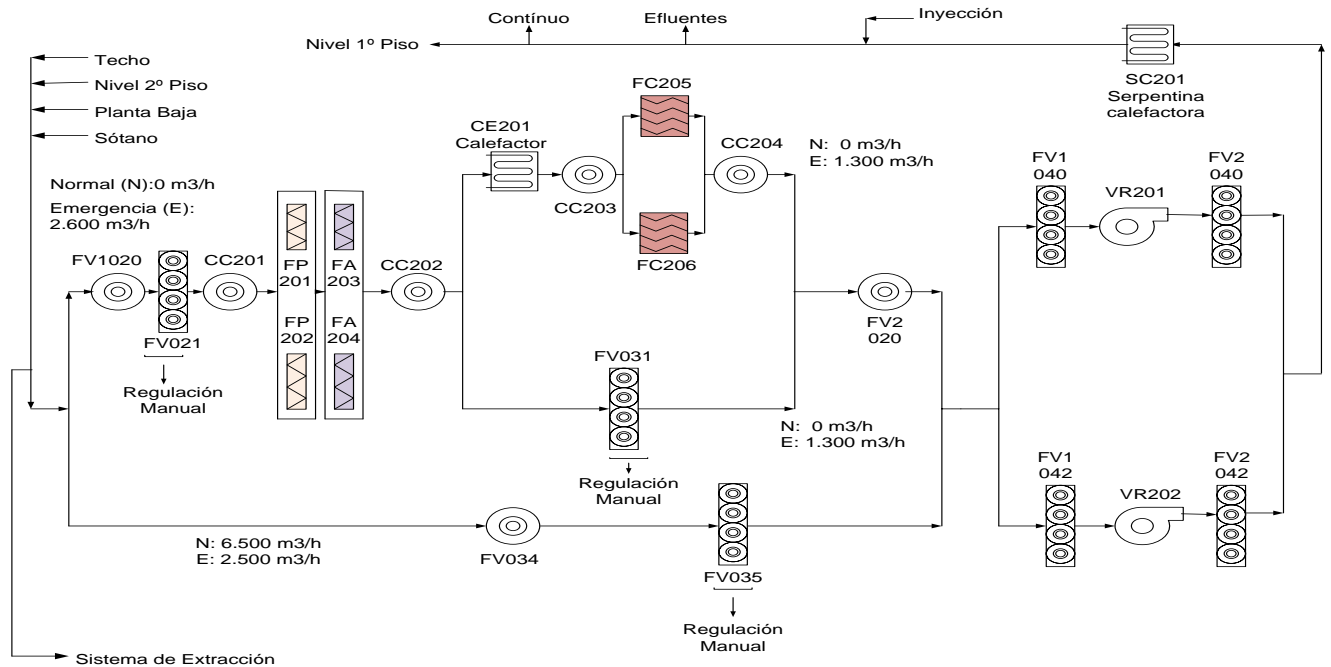 Contínuo
Efluentes
Inyección
Nivel 1º Piso
Techo
Nivel 2º Piso
Planta Baja
Sótano
SC201
Serpentina
calefactora
FC205
CE201
Calefactor
CC203
CC204
FC206
N: 0 m3/h
E: 1.300 m3/h
Normal (N):0 m3/h
Emergencia (E):
2.600 m3/h
FV1020
FV021
Regulación
Manual
CC201
FP
201
FA
203
FP
202
FA
204
CC202
FV2
020
FV031
Regulación
Manual
N: 0 m3/h
E: 1.300 m3/h
FV1
040
VR201
FV2
040
FV1
042
VR202
FV2
042
N: 6.500 m3/h
E: 2.500 m3/h
FV034
FV035
Regulación
Manual
Sistema de Extracción